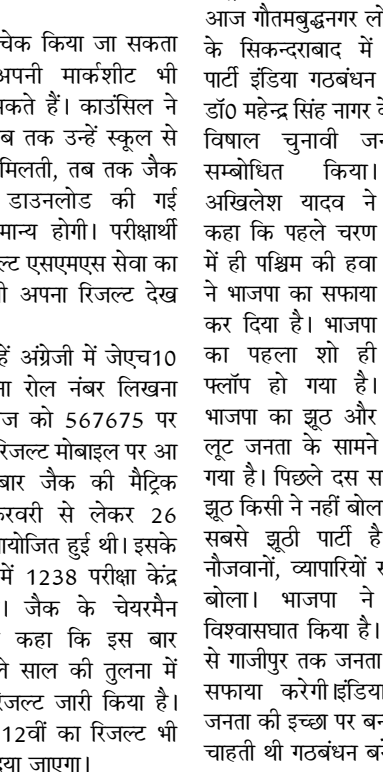 चेक किया जा सकता
अपनी मार्कशीट भी
सकते हैं। काउंसिल ने
ब तक उन्हें स्कूल से
मिलती, तब तक जैक
डाउनलोड की गई
मान्य होगी। परीक्षार्थी
ल्ट एसएमएस सेवा का
अपना रिजल्ट देख
अंग्रेजी में जेएच10
ना रोल नंबर लिखना
ज को 567675 पर
रिजल्ट मोबाइल पर आ
बार जैक की मैट्रिक
फरवरी से लेकर 26
आयोजित हुई थी। इसके
में 1238 परीक्षा केंद्र
। जैक के चेयरमैन
कहा कि इस बार
साल की तुलना में
रिजल्ट जारी किया है।
12वीं का रिजल्ट भी
दिया जाएगा।
आज गौतमबुद्धनगर लो
के सिकन्दराबाद में
पार्टी इंडिया गठबंधन
डॉ0 महेन्द्र सिंह नागर के
विषाल चुनावी जन
सम्बोधित किया।
अखिलेश यादव ने
कहा कि पहले चरण
में ही पश्चिम की हवा
ने भाजपा का सफाया
कर दिया है। भाजपा
का पहला शो ही
फ्लॉप हो गया है।
भाजपा का झूठ और
लूट जनता के सामने
गया है। पिछले दस स
झूठ किसी ने नहीं बोला
सबसे झूठी पार्टी है
नौजवानों, व्यापारियों स
बोला। भाजपा ने
विश्वासघात किया है।
से गाजीपुर तक जनता
सफाया करेगी।इंडिया
जनता की इच्छा पर बन
चाहती थी गठबंधन बने